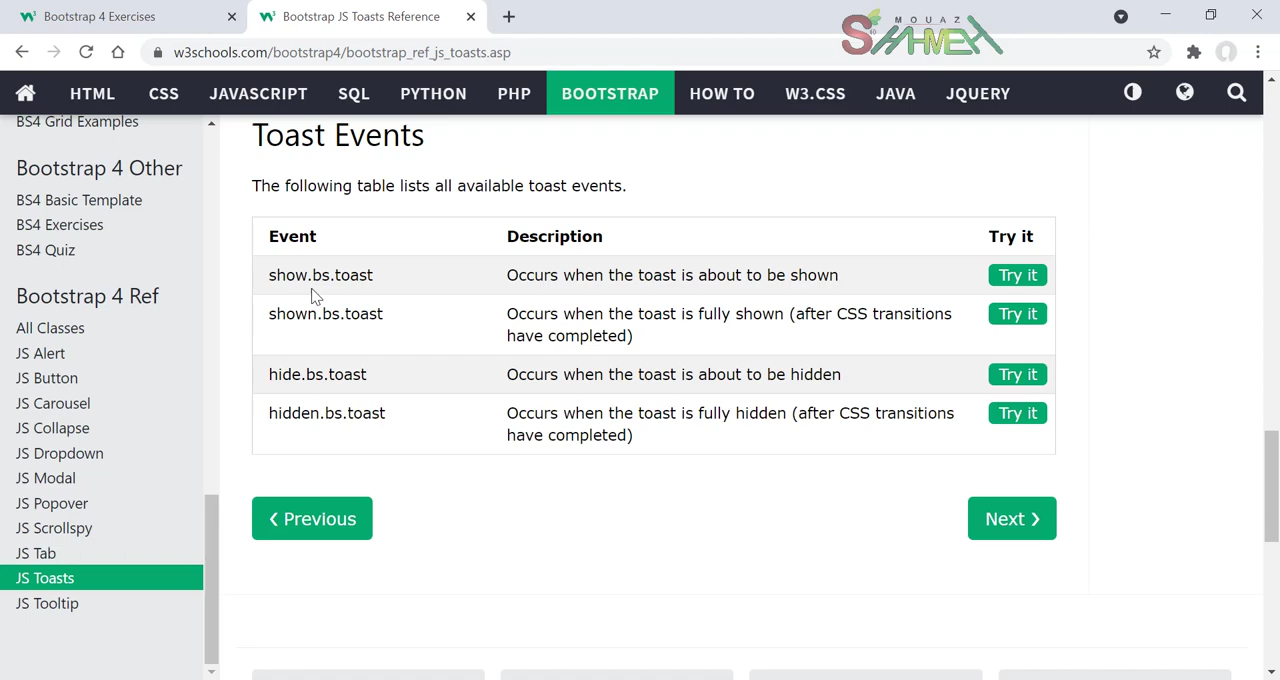 Bootstrap 4 Exercises
Bootstrap JS Toasts Reference
w3schools.com/bootstrap4/bootstrap_ref_js_toasts.asp
MOUAZ
SHAHMEH
HTML
CSS
JAVASCRIPT
SQL
PYTHON
PHP
BOOTSTRAP
HOW TO
W3.CSS
JAVA
JQUERY
BS4 Grid Examples
Bootstrap 4 Other
BS4 Basic Template
BS4 Exercises
BS4 Quiz
Bootstrap 4 Ref
All Classes
JS Alert
JS Button
JS Carousel
JS Collapse
JS Dropdown
JS Modal
JS Popover
JS Scrollspy
JS Tab
JS Toasts
JS Tooltip
Toast Events
The following table lists all available toast events.
Event Description Try it
show.bs.toast Occurs when the toast is about to be shown Try it
shown.bs.toast Occurs when the toast is fully shown (after CSS transitions Try it
have completed)
hide.bs.toast Occurs when the toast is about to be hidden Try it
hidden.bs.toast Occurs when the toast is fully hidden (after CSS transitions Try it
have completed)
❮ Previous
Next ❯